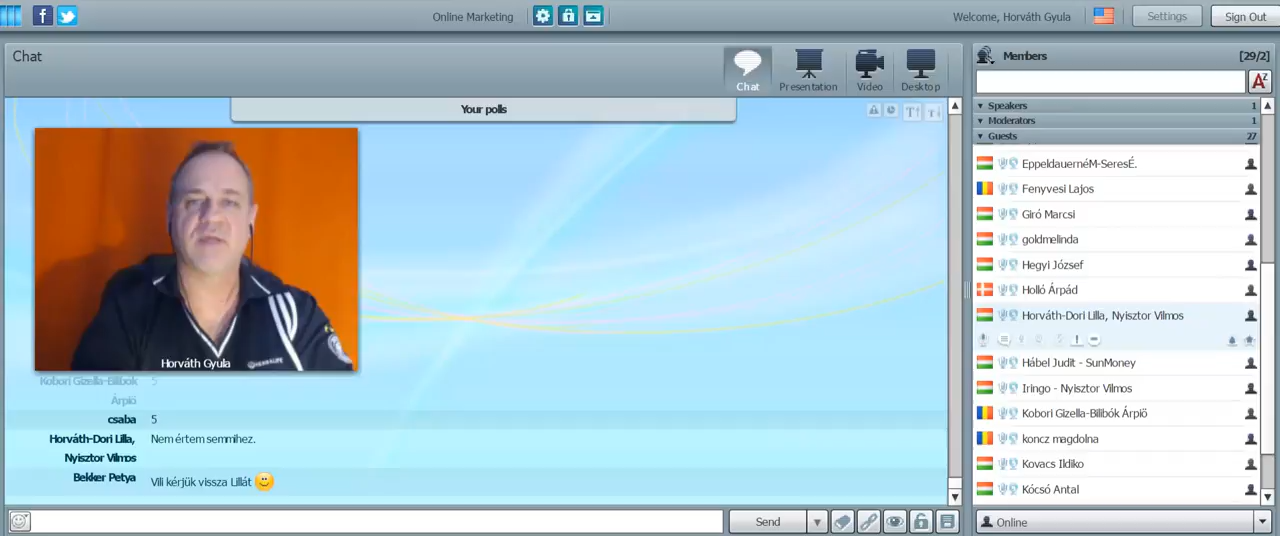 Online Marketing
Welcome, Horváth Gyula
Settings
Sign Out
Chat
Chat
Presentation
Video
Desktop
Members
[29/2]
Your polls
Speakers 1
Moderators 1
Guests 27
EppeldauernéM-SeresÉ.
Fenyvesi Lajos
Giró Marcsi
goldmelinda
Hegyi József
Holló Árpád
Horváth-Dori Lilla, Nyisztor Vilmos
Hábel Judit - SunMoney
Iringo - Nyisztor Vilmos
Kobori Gizella-Bilibók Árpiö
koncz magdolna
Kovacs Ildiko
Kócsó Antal
Horváth Gyula
HERBALIFE
Kobori Gizella-Bilibók 5
Árpiö
csaba 5
Horváth-Dori Lilla, Nem értem semmihez.
Nyisztor Vilmos
Bekker Petya Vili kérjük vissza Lillát
Send
Online